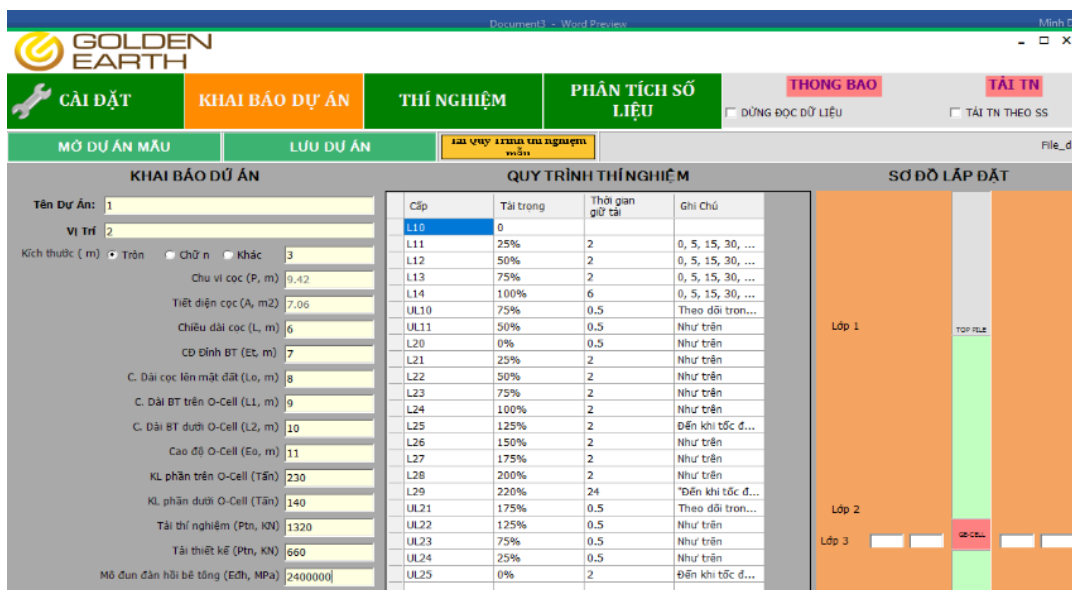 Document3 - Word Preview
Minh D
GOLDEN
EARTH
CÀI ĐẶT
KHAI BÁO DỰ ÁN
THÍ NGHIỆM
PHÂN TÍCH SỐ
LIỆU
THONG BAO
TẢI TN
DỪNG ĐỌC DỮ LIỆU
TẢI TN THEO SS
MỞ DỰ ÁN MẪU
LƯU DỰ ÁN
Tải Quy Trình thí nghiệm
mẫu
File_d
KHAI BÁO DỨ ÁN
QUY TRÌNH THÍ NGHIỆM
SƠ ĐỒ LẮP ĐẶT
Tên Dự Án: 1
Vị Trí 2
Kích thước ( m) Tròn Chữ n Khác 3
Chu vi cọc (P, m) 9.42
Tiết diện cọc (A, m2) 7.06
Chiều dài cọc (L, m) 6
CĐ Đỉnh BT (Et, m) 7
C. Dài cọc lên mặt đất (Lo, m) 8
C. Dài BT trên O-Cell (L1, m) 9
C. Dài BT dưới O-Cell (L2, m) 10
Cao độ O-Cell (Eo, m) 11
KL phần trên O-Cell (Tấn) 230
KL phần dưới O-Cell (Tấn) 140
Tải thí nghiệm (Ptn, KN) 1320
Tải thiết kế (Ptn, KN) 660
Mô đun đàn hồi bê tông (Eđh, MPa) 2400000
Cấp Tải trọng Thời gian giữ tải Ghi Chú
L10 0
L11 25% 2 0, 5, 15, 30, ...
L12 50% 2 0, 5, 15, 30, ...
L13 75% 2 0, 5, 15, 30, ...
L14 100% 6 0, 5, 15, 30, ...
UL10 75% 0.5 Theo dõi tron...
UL11 50% 0.5 Như trên
L20 0% 0.5 Như trên
L21 25% 2 Như trên
L22 50% 2 Như trên
L23 75% 2 Như trên
L24 100% 2 Như trên
L25 125% 2 Đến khi tốc đ...
L26 150% 2 Như trên
L27 175% 2 Như trên
L28 200% 2 Như trên
L29 220% 24 "Đến khi tốc đ...
UL21 175% 0.5 Theo dõi tron...
UL22 125% 0.5 Như trên
UL23 75% 0.5 Như trên
UL24 25% 0.5 Như trên
UL25 0% 2 Đến khi tốc đ...
Lớp 1
TOP PILE
Lớp 2
Lớp 3
GE-CELL